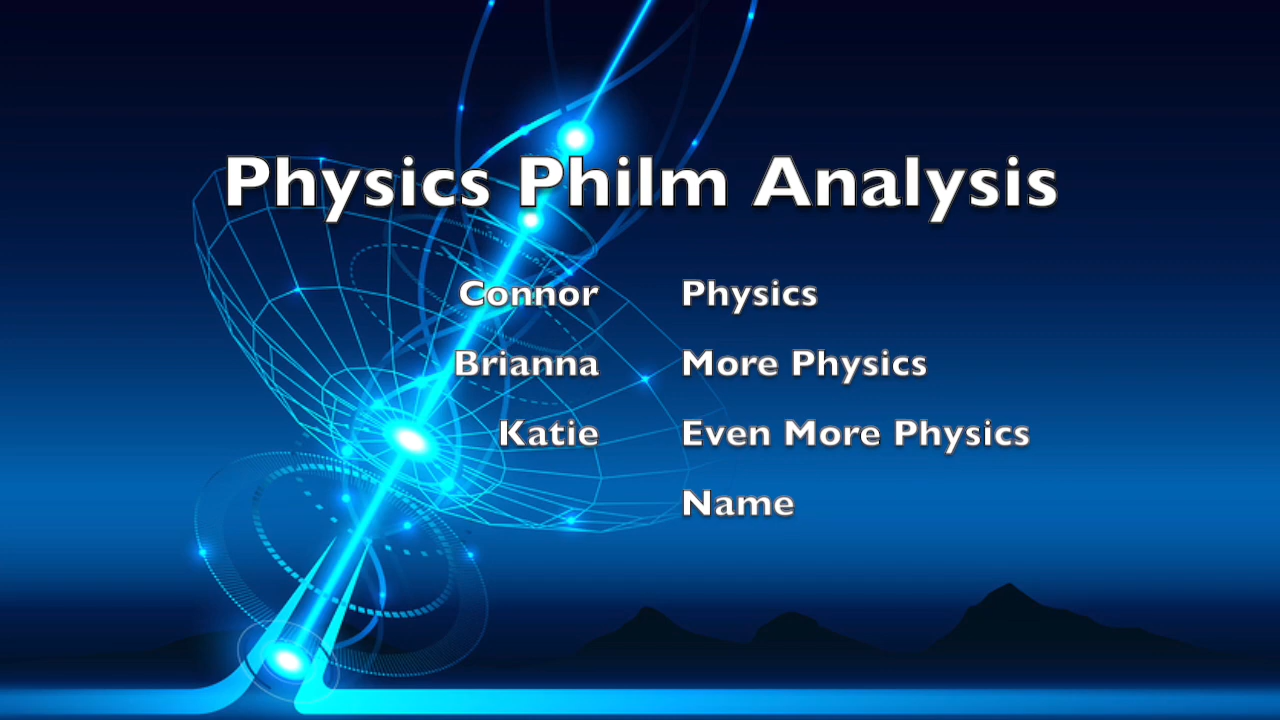 Physics Philm Analysis
Connor Physics
Brianna More Physics
Katie Even More Physics
Name